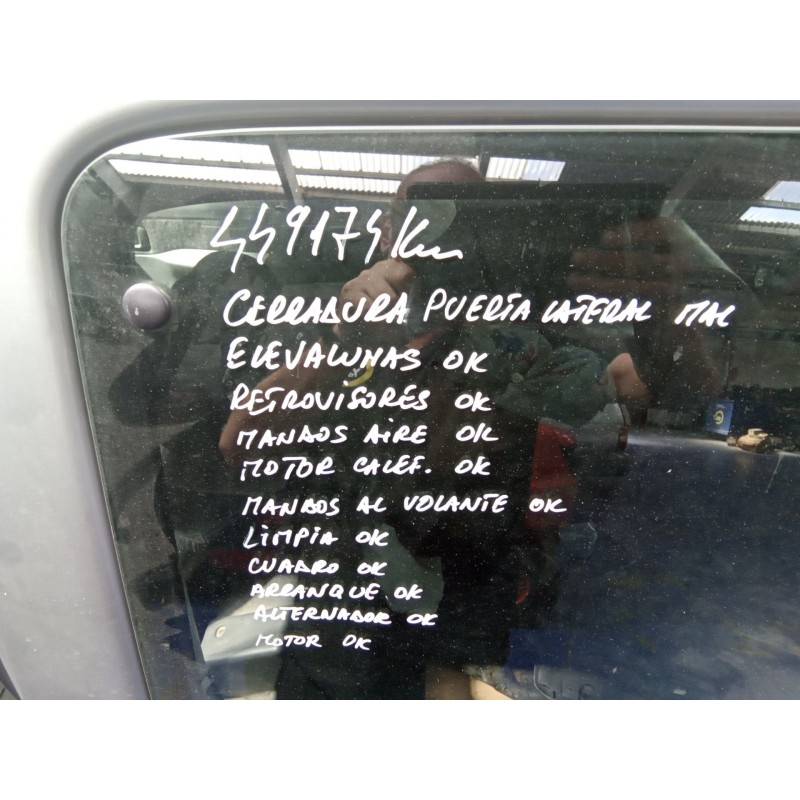 449174 Km
CERRADURA PUERTA LATERAL MAL
ELEVALUNAS OK
RETROVISORES OK
MANDOS AIRE OK
MOTOR CALEF. OK
MANDOS AL VOLANTE OK
LIMPIA OK
CUADRO OK
ARRANQUE OK
ALTERNADOR OK
MOTOR OK